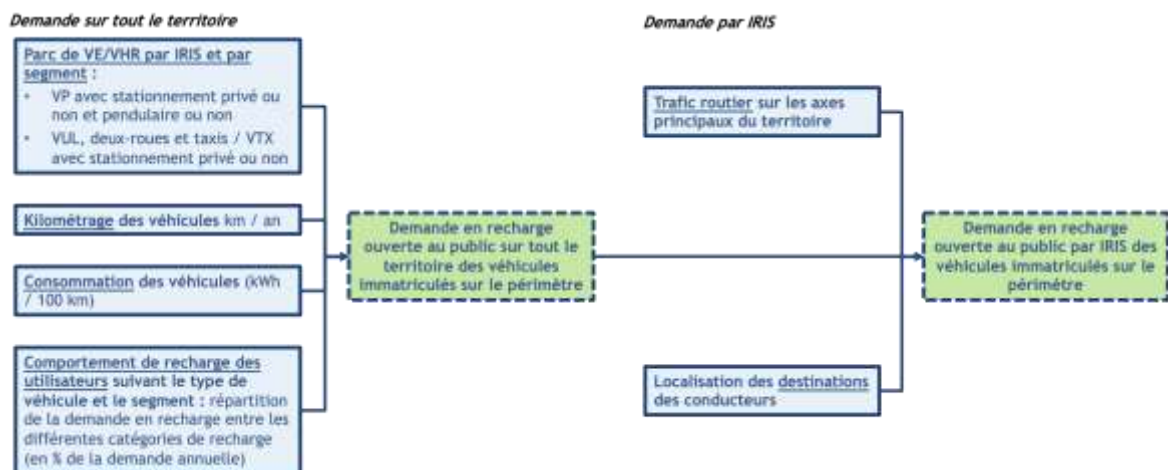 Demande sur tout le territoire
Parc de VE/VHR par IRIS et par
segment :
• VP avec stationnement privé ou
non et pendulaire ou non
• VUL, deux-roues et taxis / VTX
avec stationnement privé ou non
Kilométrage des véhicules km / an
Consommation des véhicules (kWh
/ 100 km)
Comportement de recharge des
utilisateurs suivant le type de
véhicule et le segment : répartition
de la demande en recharge entre les
différentes catégories de recharge
(en % de la demande annuelle)
Demande en recharge
ouverte au public sur tout le
territoire des véhicules
immatriculés sur le périmètre
Demande par IRIS
Trafic routier sur les axes
principaux du territoire
Localisation des destinations
des conducteurs
Demande en recharge
ouverte au public par IRIS des
véhicules immatriculés sur le
périmètre